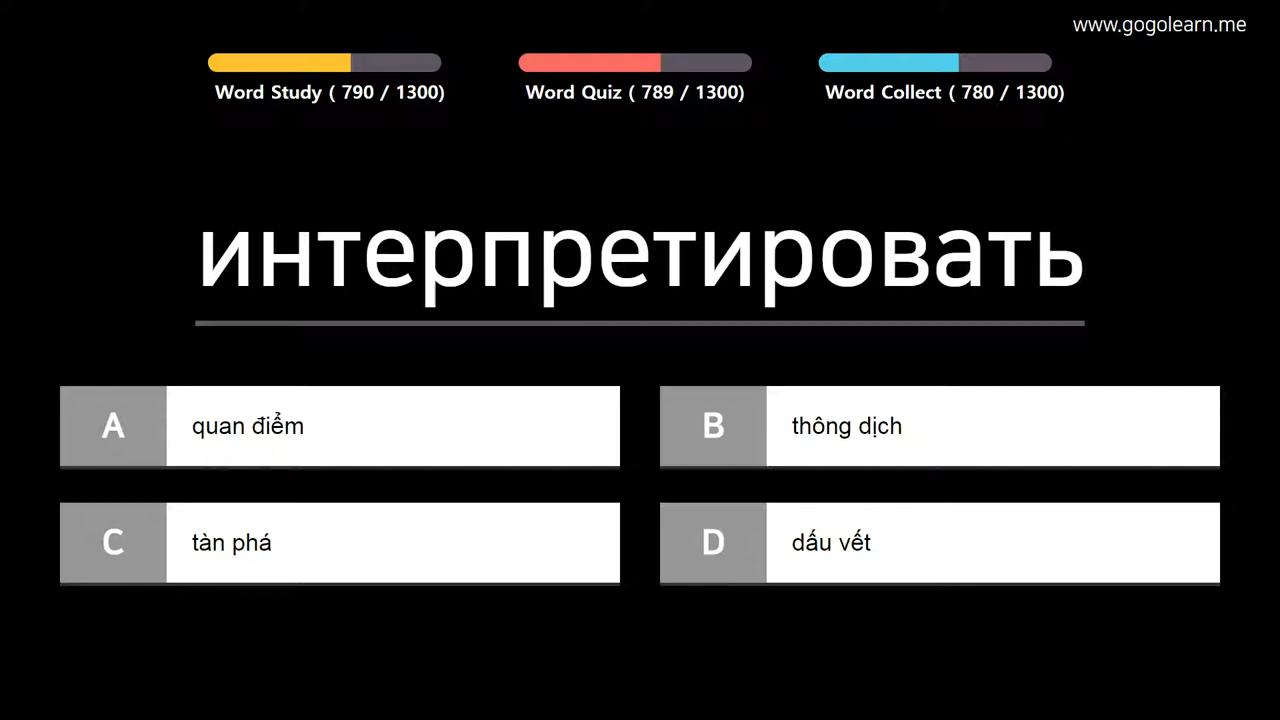 www.gogolearn.me
Word Study ( 790 / 1300)
Word Quiz ( 789 / 1300)
Word Collect ( 780 / 1300)
интерпретировать
A quan điểm
B thông dịch
C tàn phá
D dấu vết